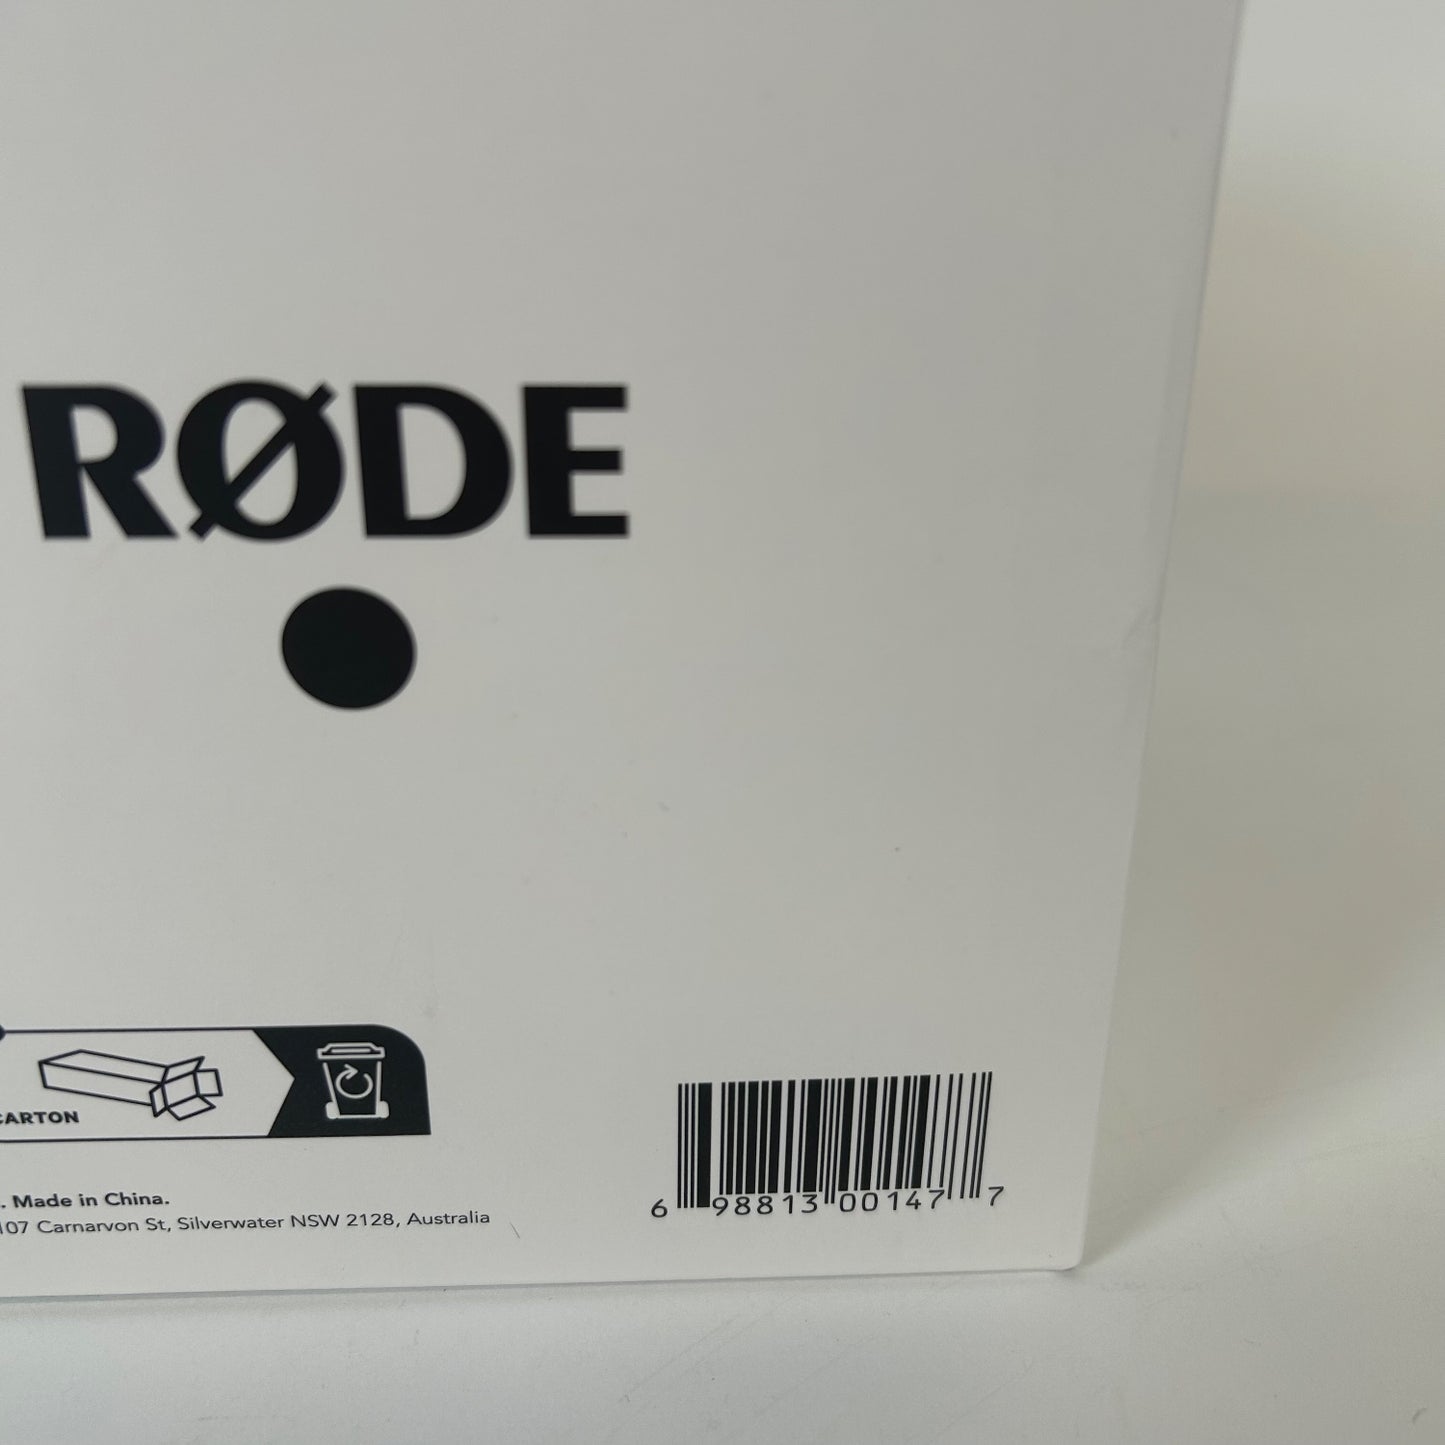 RØDE
CARTON
. Made in China.
107 Carnarvon St, Silverwater NSW 2128, Australia
6 98813 00147 7